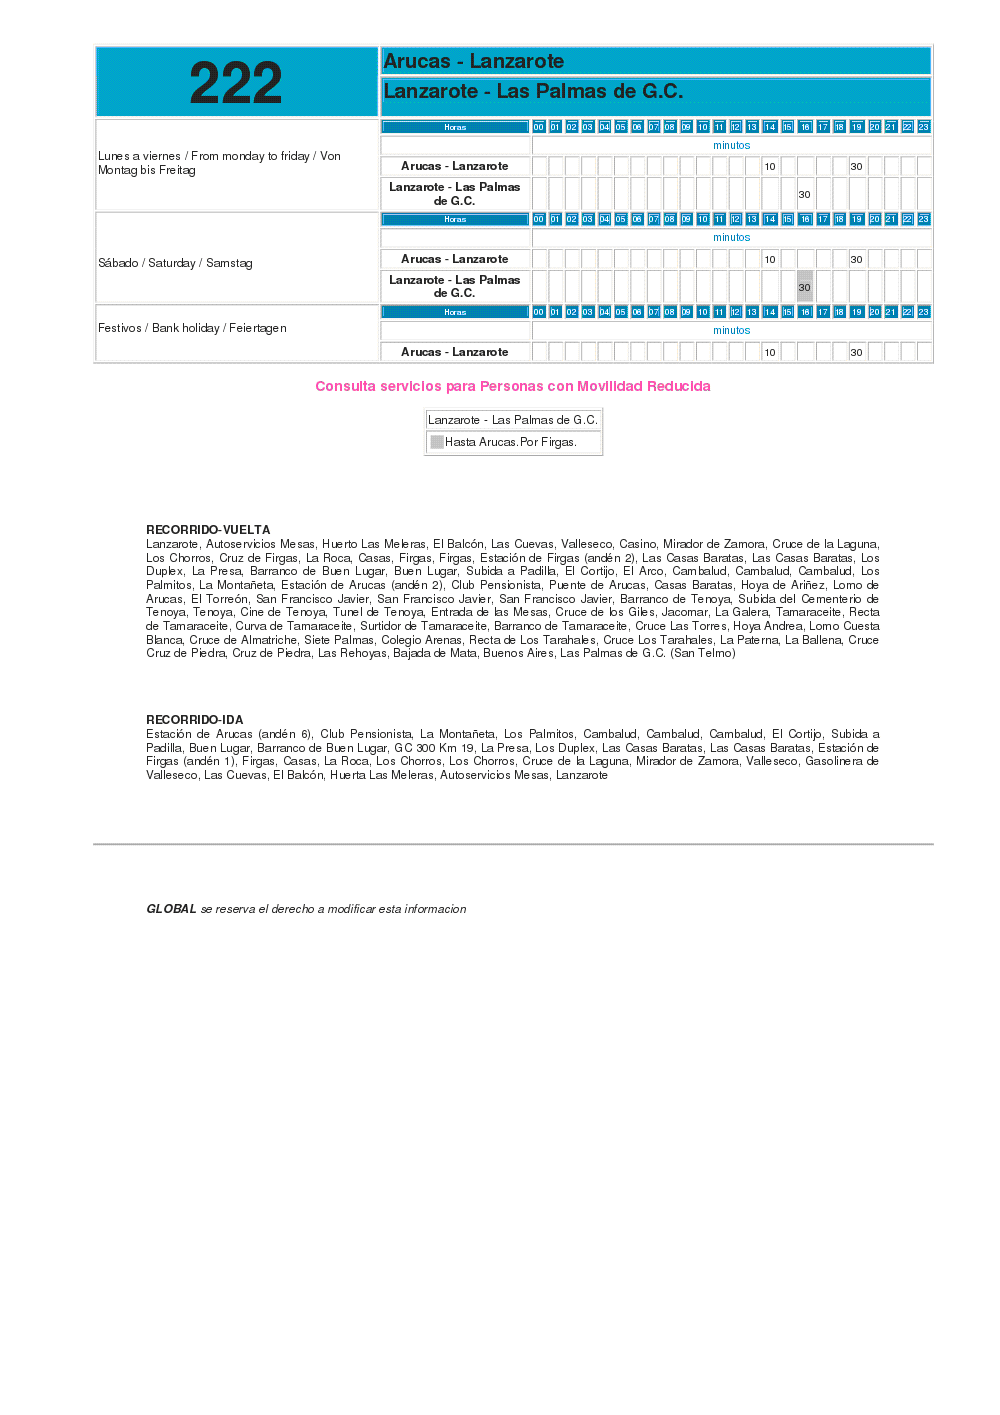 222
Arucas - Lanzarote
Lanzarote - Las Palmas de G.C.
Lunes a viernes / From monday to friday / Von
Montag bis Freitag
Horas 00 01 02 03 04 05 06 07 08 09 10 11 12 13 14 15 16 17 18 19 20 21 22 23
minutos
Arucas - Lanzarote 10 30
Lanzarote - Las Palmas
de G.C. 30
Sábado / Saturday / Samstag
Horas 00 01 02 03 04 05 06 07 08 09 10 11 12 13 14 15 16 17 18 19 20 21 22 23
minutos
Arucas - Lanzarote 10 30
Lanzarote - Las Palmas
de G.C. 30
Festivos / Bank holiday / Feiertagen
Horas 00 01 02 03 04 05 06 07 08 09 10 11 12 13 14 15 16 17 18 19 20 21 22 23
minutos
Arucas - Lanzarote 10 30
Consulta servicios para Personas con Movilidad Reducida
Lanzarote - Las Palmas de G.C.
Hasta Arucas.Por Firgas.
RECORRIDO-VUELTA
Lanzarote, Autoservicios Mesas, Huerto Las Meleras, El Balcón, Las Cuevas, Valleseco, Casino, Mirador de Zamora, Cruce de la Laguna,
Los Chorros, Cruz de Firgas, La Roca, Casas, Firgas, Firgas, Estación de Firgas (andén 2), Las Casas Baratas, Las Casas Baratas, Los
Duplex, La Presa, Barranco de Buen Lugar, Buen Lugar, Subida a Padilla, El Cortijo, El Arco, Cambalud, Cambalud, Cambalud, Los
Palmitos, La Montañeta, Estación de Arucas (andén 2), Club Pensionista, Puente de Arucas, Casas Baratas, Hoya de Ariñez, Lomo de
Arucas, El Torreón, San Francisco Javier, San Francisco Javier, San Francisco Javier, Barranco de Tenoya, Subida del Cementerio de
Tenoya, Tenoya, Cine de Tenoya, Tunel de Tenoya, Entrada de las Mesas, Cruce de los Giles, Jacomar, La Galera, Tamaraceite, Recta
de Tamaraceite, Curva de Tamaraceite, Surtidor de Tamaraceite, Barranco de Tamaraceite, Cruce Las Torres, Hoya Andrea, Lomo Cuesta
Blanca, Cruce de Almatriche, Siete Palmas, Colegio Arenas, Recta de Los Tarahales, Cruce Los Tarahales, La Paterna, La Ballena, Cruce
Cruz de Piedra, Cruz de Piedra, Las Rehoyas, Bajada de Mata, Buenos Aires, Las Palmas de G.C. (San Telmo)
RECORRIDO-IDA
Estación de Arucas (andén 6), Club Pensionista, La Montañeta, Los Palmitos, Cambalud, Cambalud, Cambalud, El Cortijo, Subida a
Padilla, Buen Lugar, Barranco de Buen Lugar, GC 300 Km 19, La Presa, Los Duplex, Las Casas Baratas, Las Casas Baratas, Estación de
Firgas (andén 1), Firgas, Casas, La Roca, Los Chorros, Los Chorros, Cruce de la Laguna, Mirador de Zamora, Valleseco, Gasolinera de
Valleseco, Las Cuevas, El Balcón, Huerta Las Meleras, Autoservicios Mesas, Lanzarote
GLOBAL se reserva el derecho a modificar esta informacion